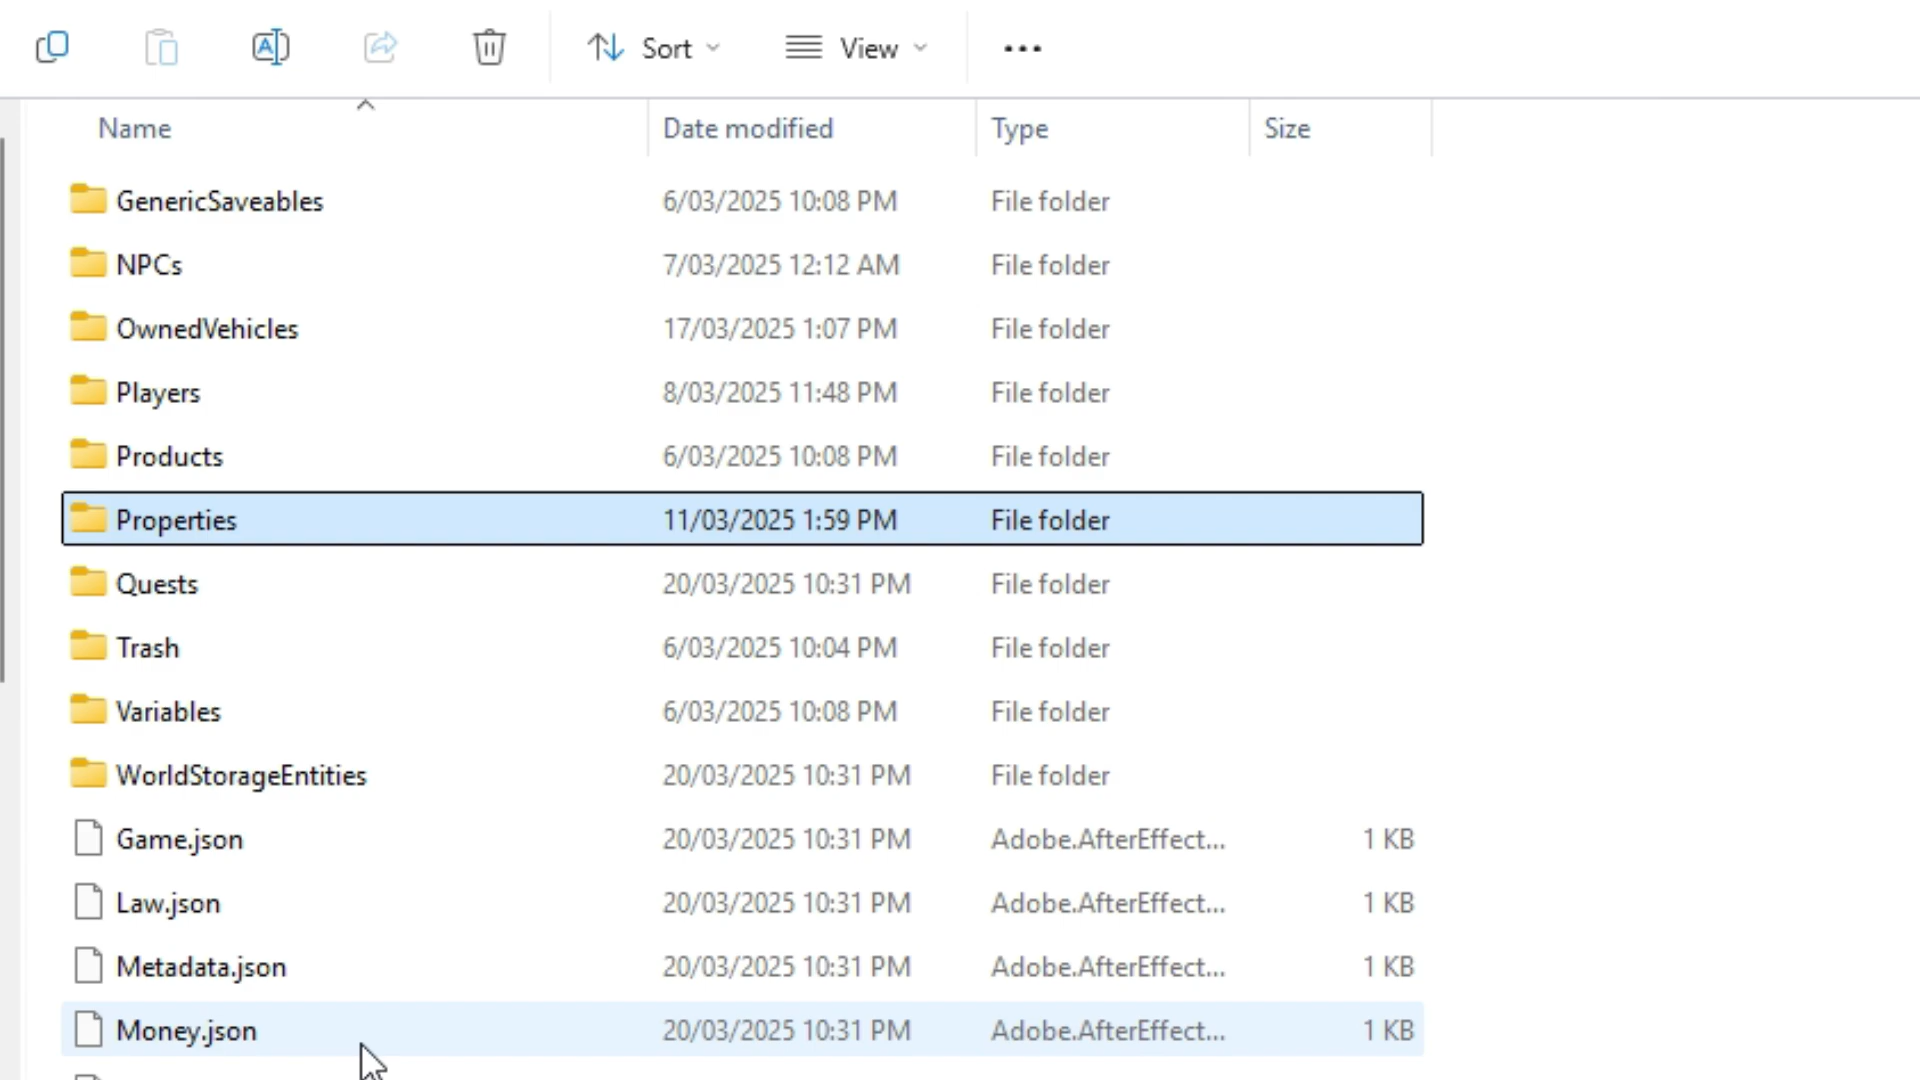 Sort View
Name Date modified Type Size
GenericSaveables 6/03/2025 10:08 PM File folder
NPCs 7/03/2025 12:12 AM File folder
OwnedVehicles 17/03/2025 1:07 PM File folder
Players 8/03/2025 11:48 PM File folder
Products 6/03/2025 10:08 PM File folder
Properties 11/03/2025 1:59 PM File folder
Quests 20/03/2025 10:31 PM File folder
Trash 6/03/2025 10:04 PM File folder
Variables 6/03/2025 10:08 PM File folder
WorldStorageEntities 20/03/2025 10:31 PM File folder
Game.json 20/03/2025 10:31 PM Adobe.AfterEffect... 1 KB
Law.json 20/03/2025 10:31 PM Adobe.AfterEffect... 1 KB
Metadata.json 20/03/2025 10:31 PM Adobe.AfterEffect... 1 KB
Money.json 20/03/2025 10:31 PM Adobe.AfterEffect... 1 KB